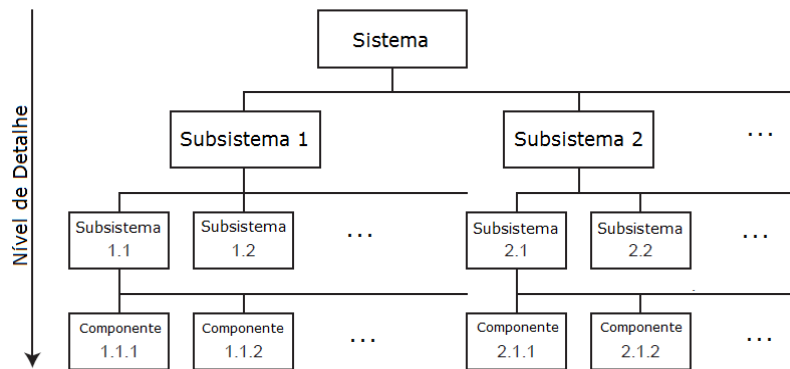 Sistema
Nível de Detalhe
Subsistema 1
Subsistema 2
...
Subsistema
1.1
Subsistema
1.2
...
Subsistema
2.1
Subsistema
2.2
...
Componente
1.1.1
Componente
1.1.2
...
Componente
2.1.1
Componente
2.1.2
...